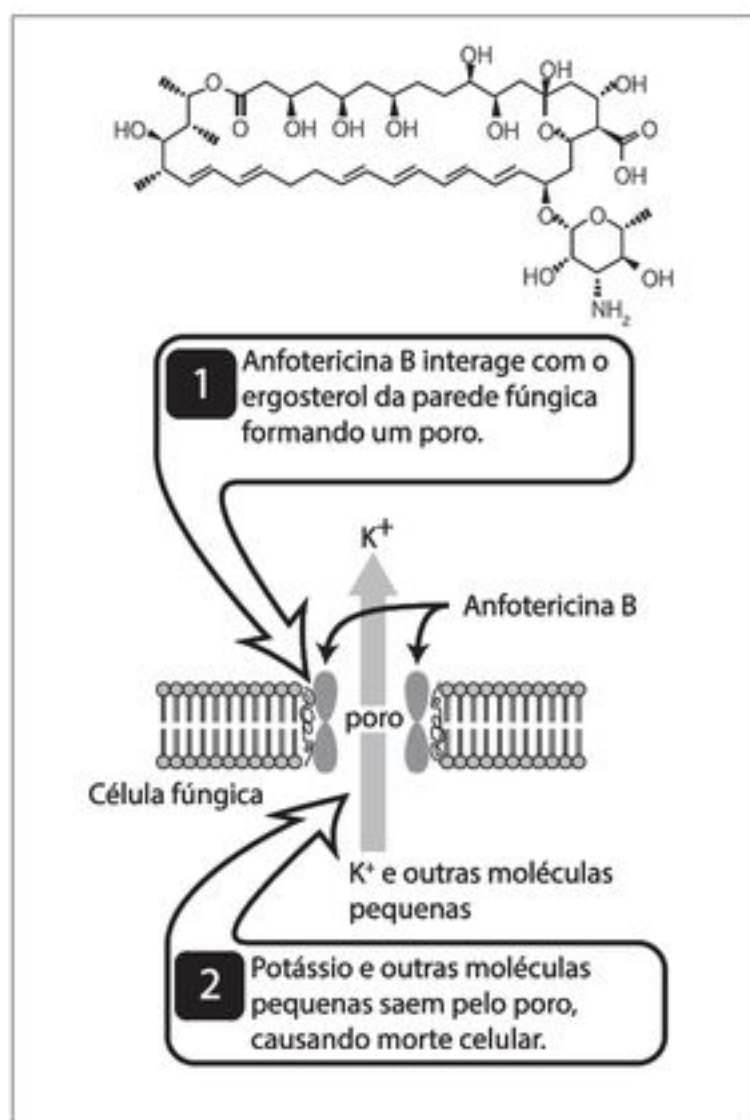 OH
OH
O
O
OH
OH
OH
OH
OH
O
O
OH
HO
O
O
HO
OH
NH₂
1
Anfotericina B interage com o
ergosterol da parede fúngica
formando um poro.
K⁺
Anfotericina B
poro
Célula fúngica
K⁺ e outras moléculas
pequenas
2
Potássio e outras moléculas
pequenas saem pelo poro,
causando morte celular.